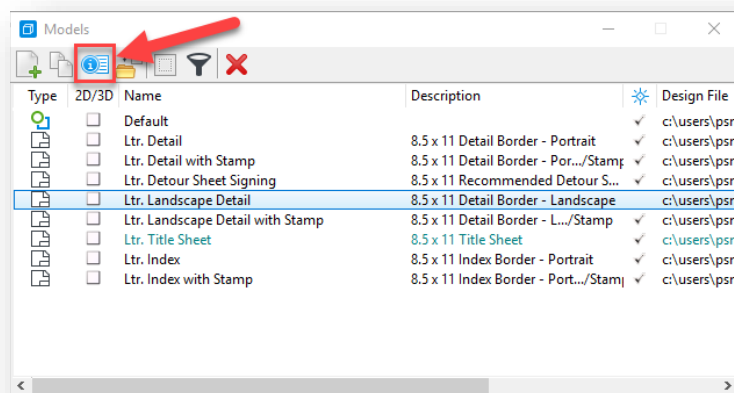 Models
Type 2D/3D Name Description Design File
Default c:\users\psr
Ltr. Detail 8.5 x 11 Detail Border - Portrait c:\users\psr
Ltr. Detail with Stamp 8.5 x 11 Detail Border - Por.../Stamp c:\users\psr
Ltr. Detour Sheet Signing 8.5 x 11 Recommended Detour S... c:\users\psr
Ltr. Landscape Detail 8.5 x 11 Detail Border - Landscape c:\users\psr
Ltr. Landscape Detail with Stamp 8.5 x 11 Detail Border - L.../Stamp c:\users\psr
Ltr. Title Sheet 8.5 x 11 Title Sheet c:\users\psr
Ltr. Index 8.5 x 11 Index Border - Portrait c:\users\psr
Ltr. Index with Stamp 8.5 x 11 Index Border - Port.../Stam c:\users\psr